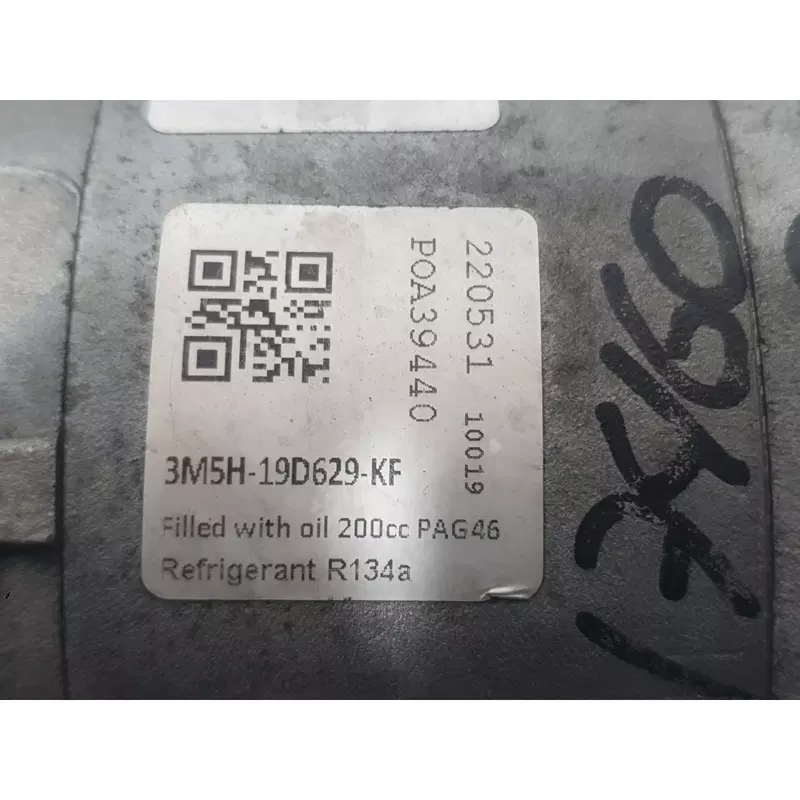 220531 10019
POA39440
3M5H-19D629-KF
Filled with oil 200cc PAG46
Refrigerant R134a